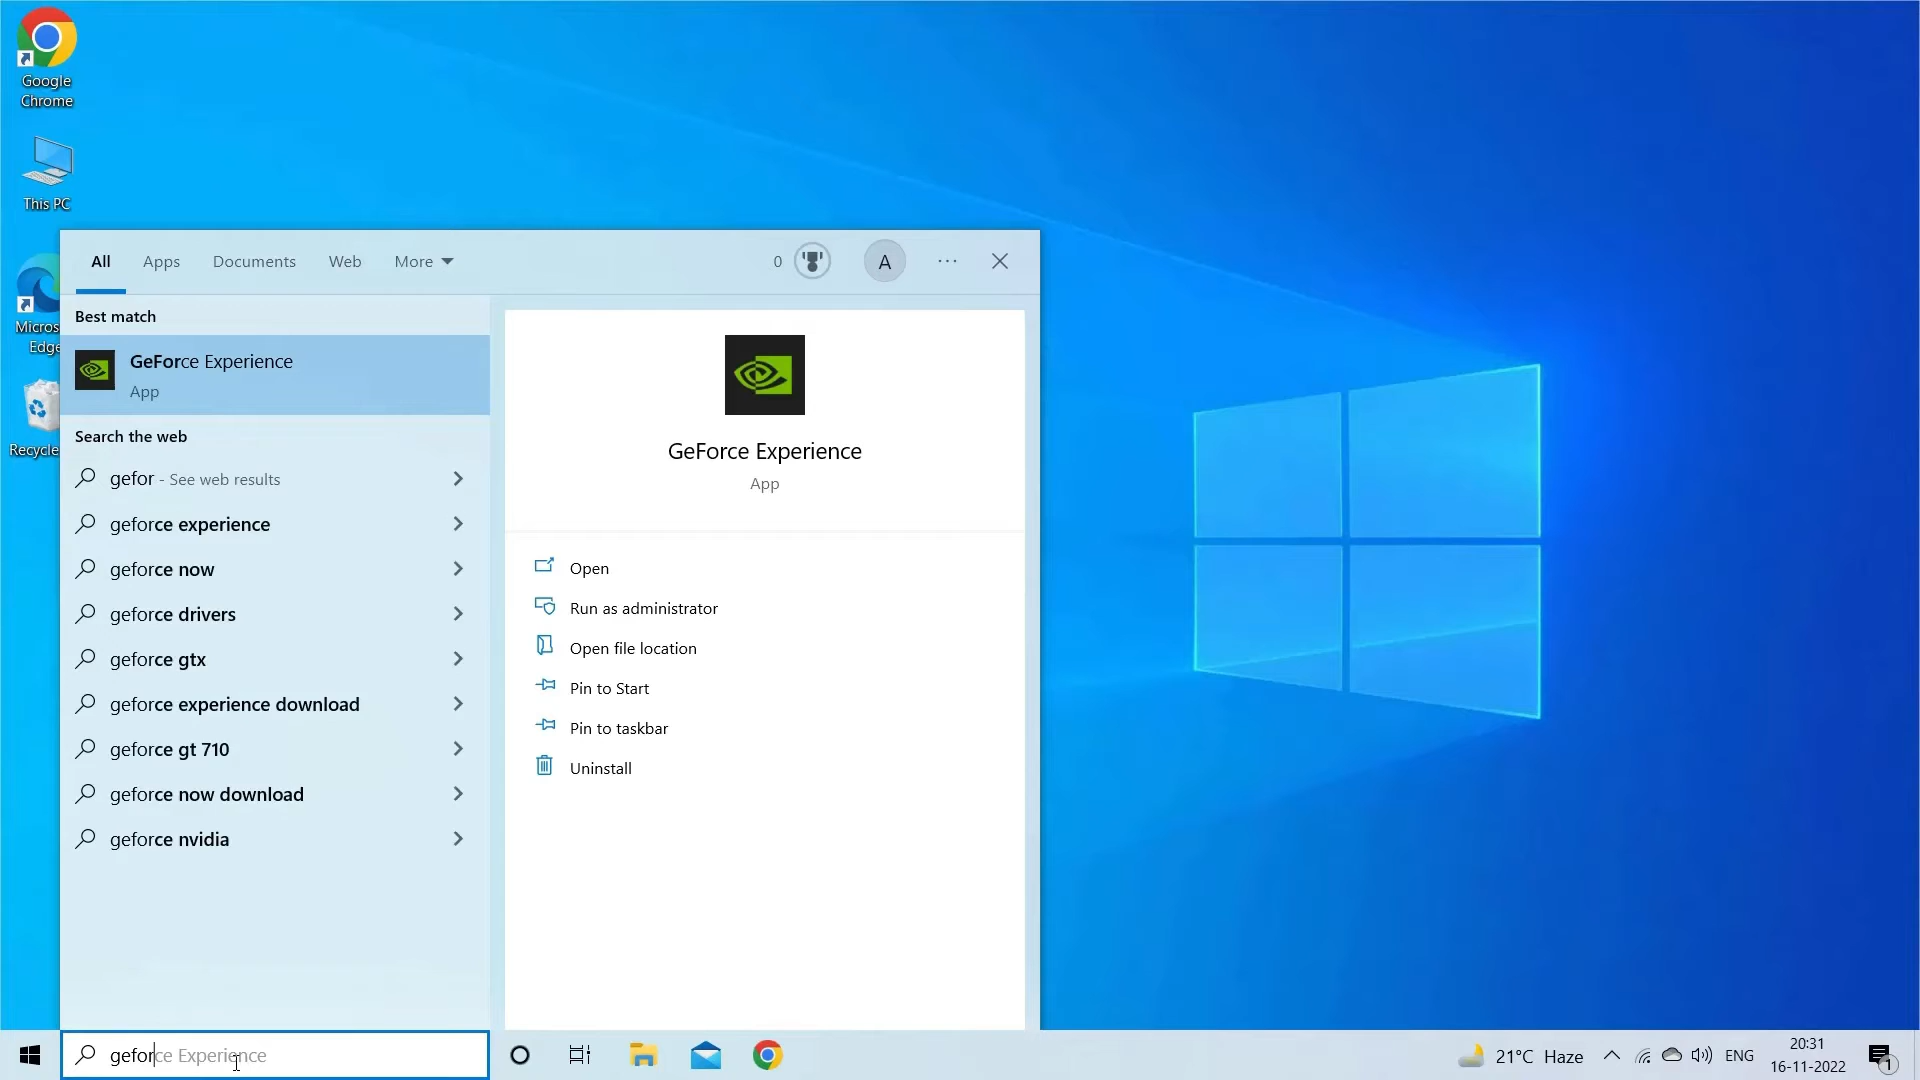 Google
Chrome
This PC
Micros
Edge
Recycle
All Apps Documents Web More 0 A ...
Best match
GeForce Experience
App
Search the web
gefor - See web results
geforce experience
geforce now
geforce drivers
geforce gtx
geforce experience download
geforce gt 710
geforce now download
geforce nvidia
GeForce Experience
App
Open
Run as administrator
Open file location
Pin to Start
Pin to taskbar
Uninstall
geforce Experience
21°C Haze
ENG
20:31
16-11-2022
1